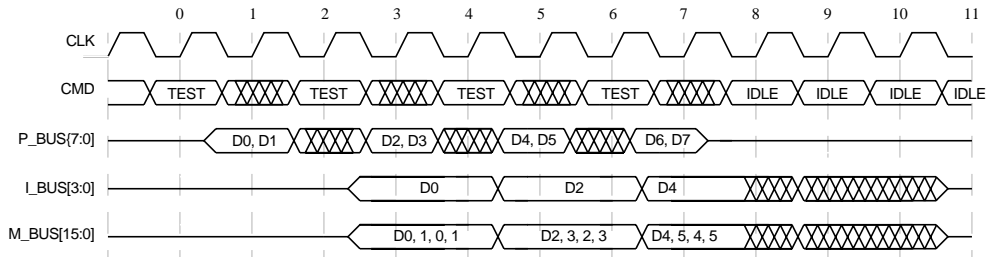 0 1 2 3 4 5 6 7 8 9 10 11
CLK
CMD TEST TEST TEST TEST IDLE IDLE IDLE IDLE
P_BUS{7:0] D0, D1 D2, D3 D4, D5 D6, D7
I_BUS[3:0] D0 D2 D4
M_BUS[15:0] D0, 1, 0, 1 D2, 3, 2, 3 D4, 5, 4, 5